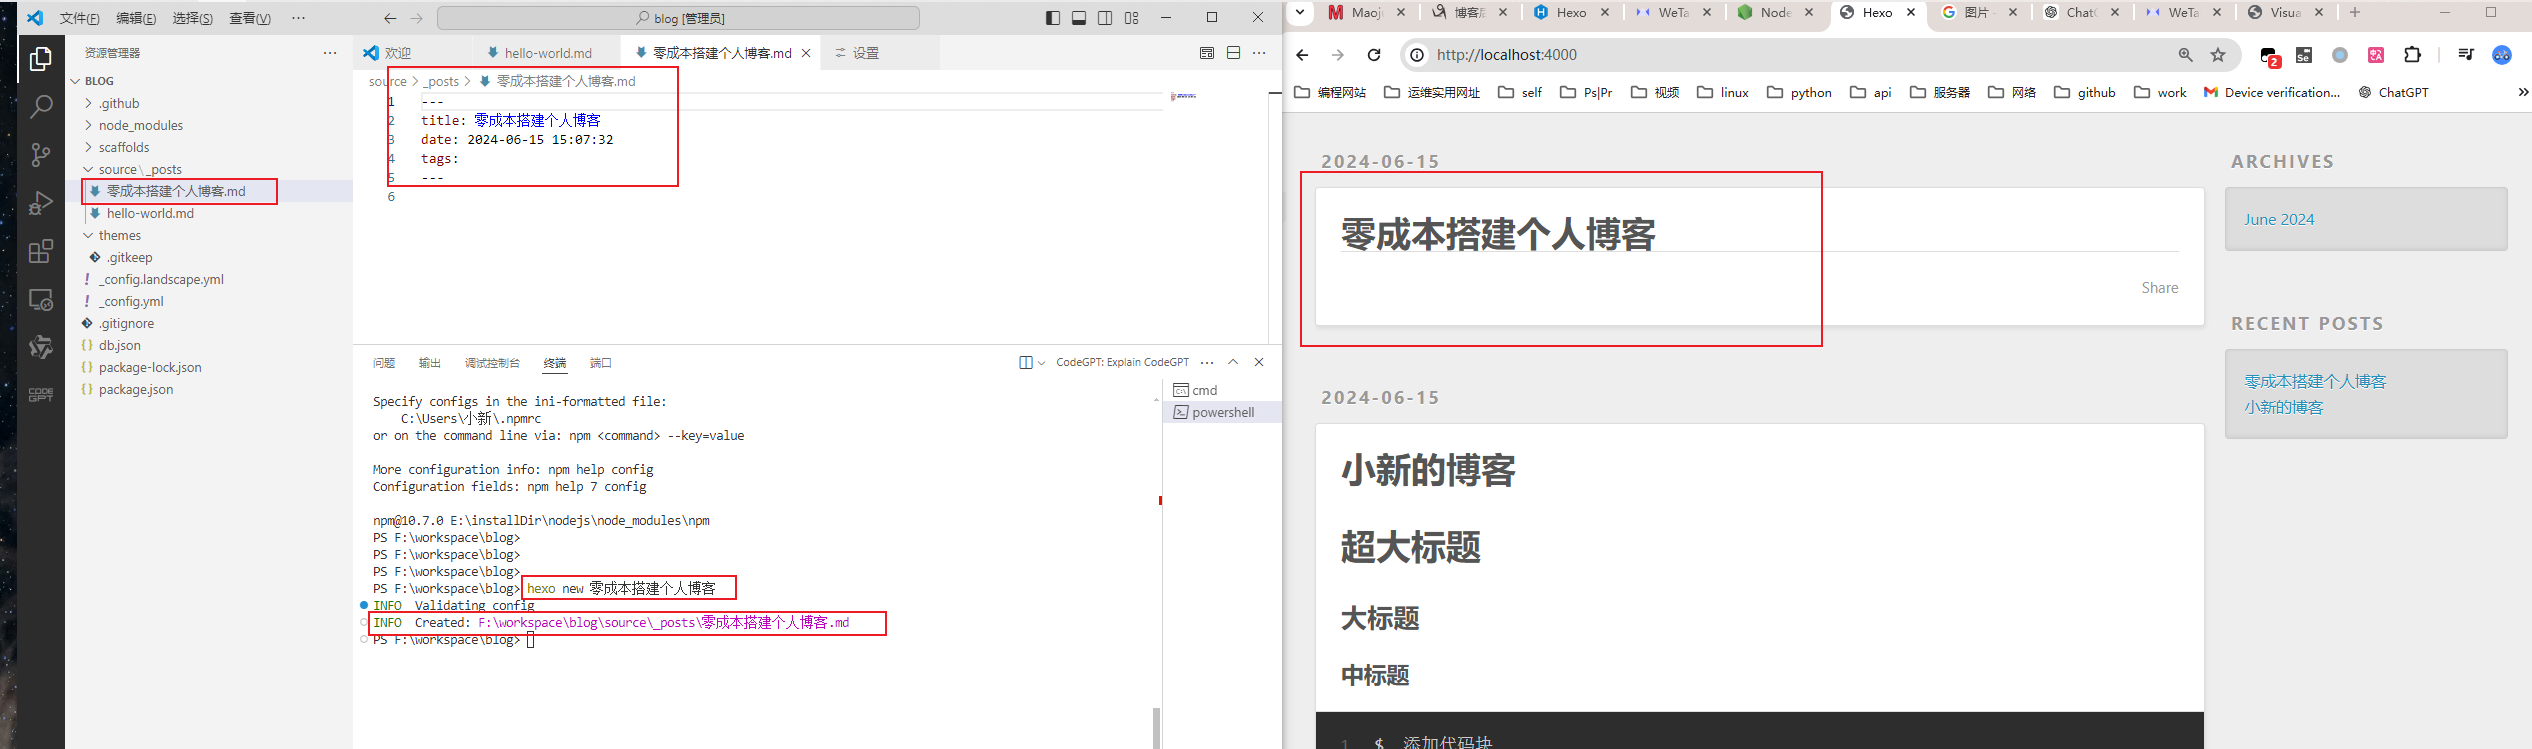 文件(F) 编辑(E) 选择(S) 查看(V) ··· blog [管理员]
资源管理器 ···
BLOG
.github
node_modules
scaffolds
source\_posts
零成本搭建个人博客.md
hello-world.md
themes
.gitkeep
_config.landscape.yml
_config.yml
.gitignore
db.json
package-lock.json
package.json
CODE
GPT
欢迎 hello-world.md 零成本搭建个人博客.md 设置
source > _posts > 零成本搭建个人博客.md
1 ---
2 title: 零成本搭建个人博客
3 date: 2024-06-15 15:07:32
4 tags:
5 ---
6
问题 输出 调试控制台 终端 端口 CodeGPT: Explain CodeGPT ···
cmd
powershell
Specify configs in the ini-formatted file:
C:\Users\小新\.npmrc
or on the command line via: npm <command> --key=value
More configuration info: npm help config
Configuration fields: npm help 7 config
npm@10.7.0 E:\installDir\nodejs\node_modules\npm
PS F:\workspace\blog>
PS F:\workspace\blog>
PS F:\workspace\blog>
PS F:\workspace\blog> hexo new 零成本搭建个人博客
INFO Validating config
INFO Created: F:\workspace\blog\source\_posts\零成本搭建个人博客.md
PS F:\workspace\blog>
Hexo WeTa Node Hexo 图片 WeTa Visua
http://localhost:4000
2 Se
编程网站 运维实用网址 self Ps|Pr 视频 linux python api 服务器 网络 github work Device verification... ChatGPT »
2024-06-15
零成本搭建个人博客
Share
2024-06-15
小新的博客
超大标题
大标题
中标题
1 $ 添加代码块
ARCHIVES
June 2024
RECENT POSTS
零成本搭建个人博客
小新的博客